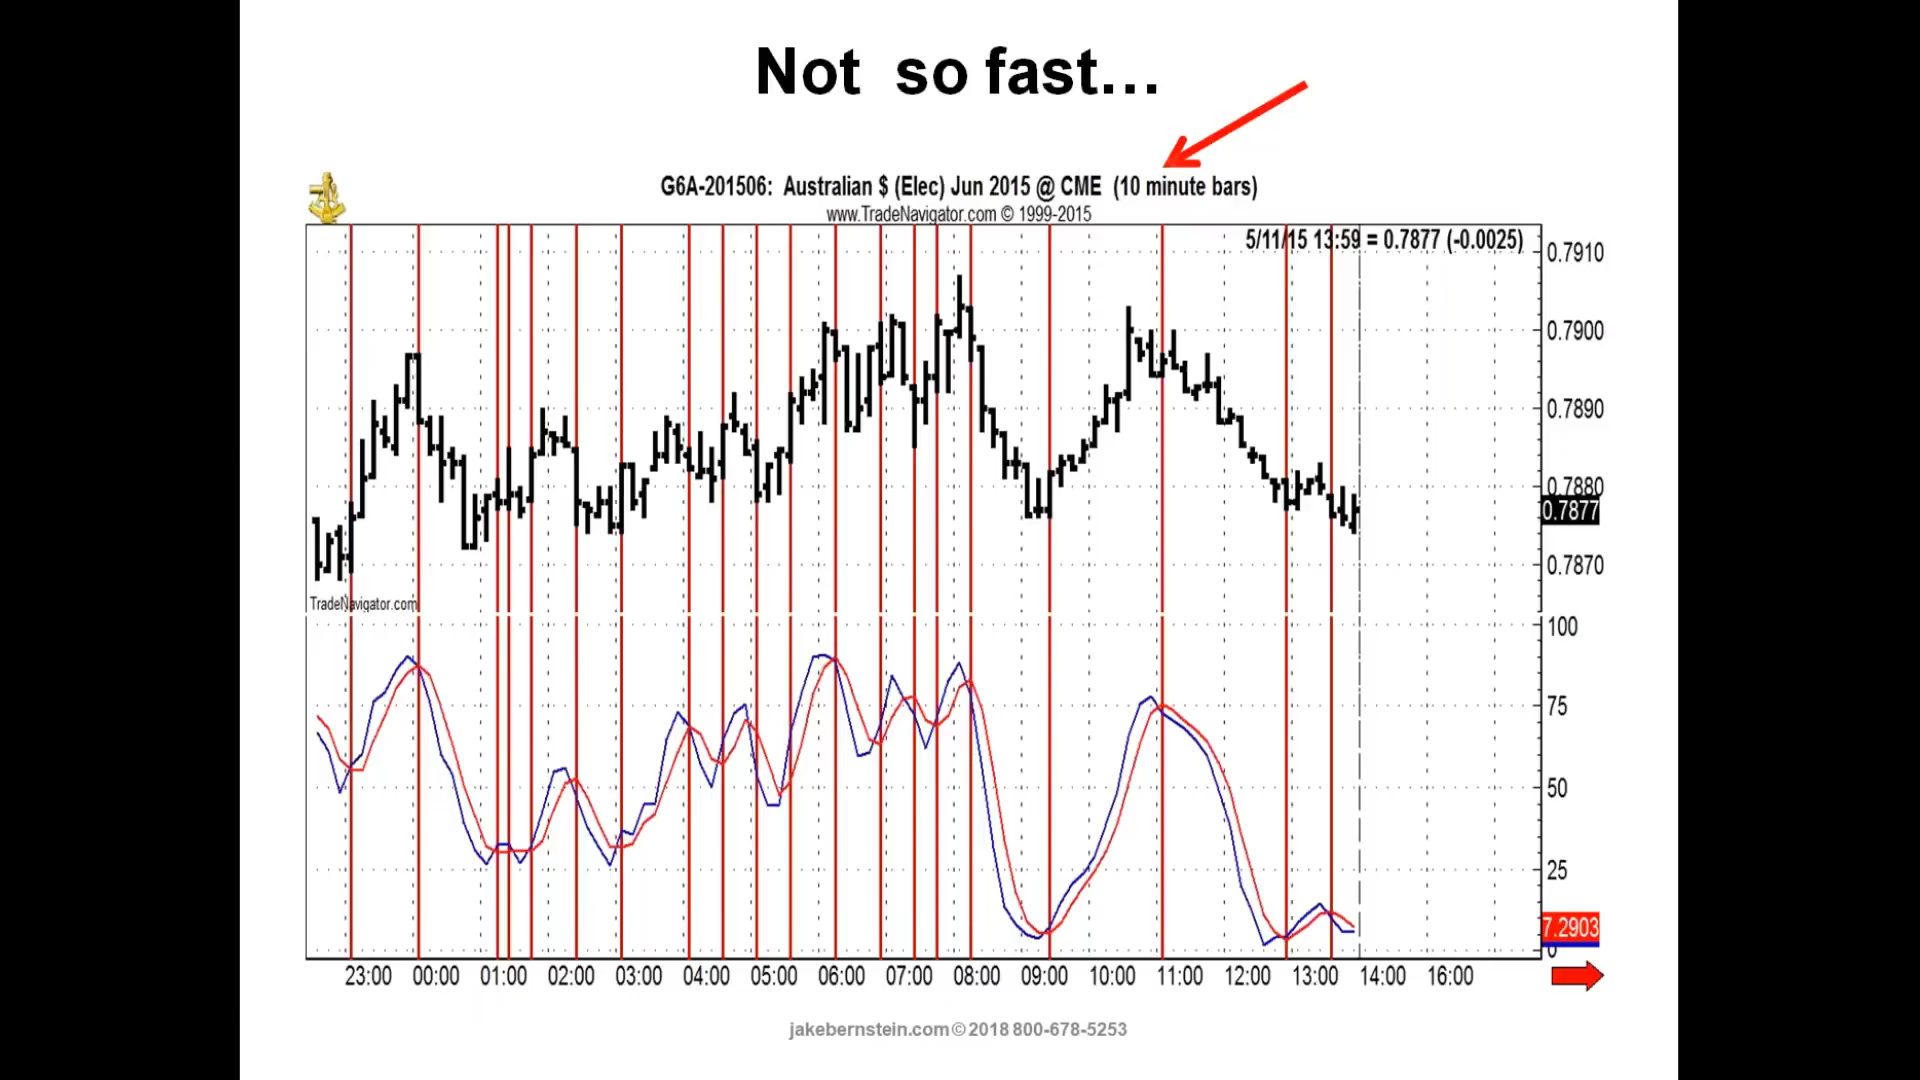 Not so fast...
G6A-201506: Australian $ (Elec) Jun 2015 @ CME (10 minute bars)
www.TradeNavigator.com © 1999-2015
5/11/15 13:59 = 0.7877 (-0.0025)
0.7910
0.7900
0.7890
0.7880
0.7877
0.7870
TradeNavigator.com
100
75
50
25
7.2903
0
23:00 00:00 01:00 02:00 03:00 04:00 05:00 06:00 07:00 08:00 09:00 10:00 11:00 12:00 13:00 14:00 16:00
jakebernstein.com©2018 800-678-5253